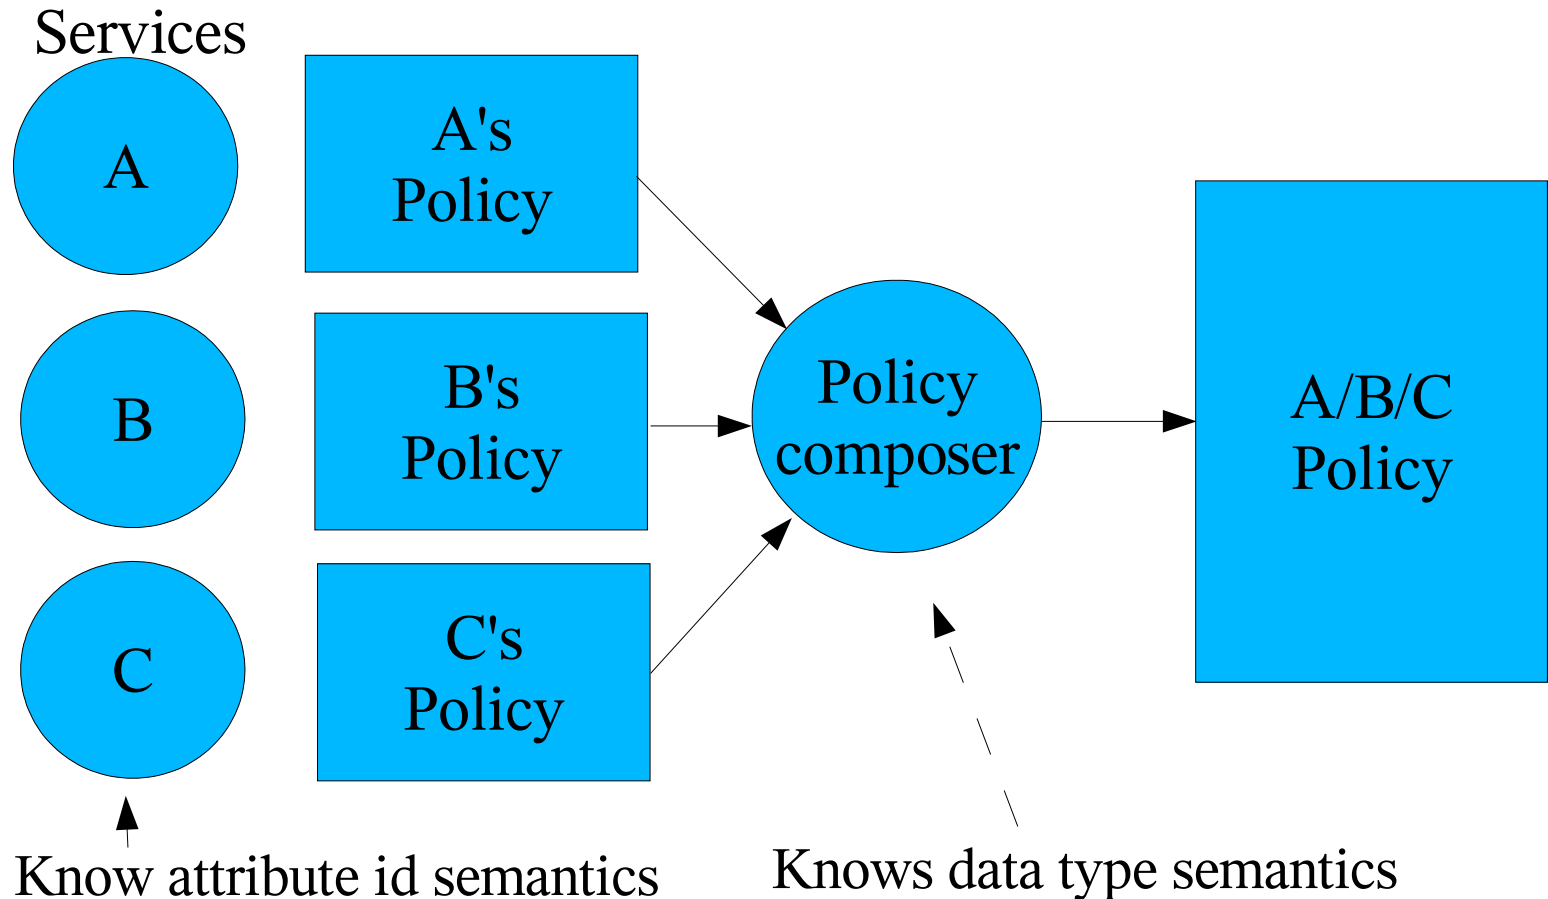 Services
A
A's
Policy
B
B's
Policy
C
C's
Policy
Policy
composer
A/B/C
Policy
Know attribute id semantics
Knows data type semantics